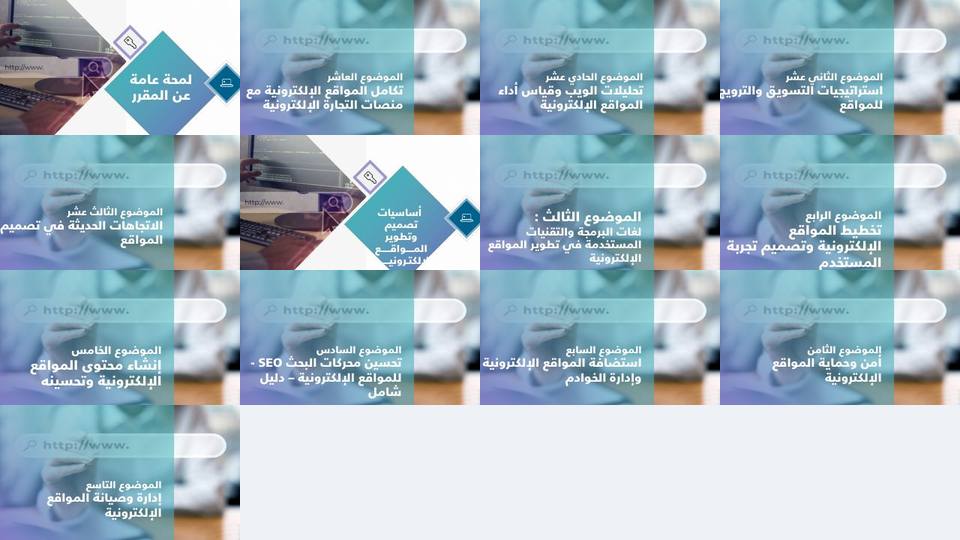 http://www.
لمحة عامة
عن المقرر
http://www.
الموضوع العاشر
تكامل المواقع الإلكترونية مع
منصات التجارة الإلكترونية
http://www.
الموضوع الحادي عشر
تحليلات الويب وقياس أداء
المواقع الإلكترونية
http://www.
الموضوع الثاني عشر
استراتيجيات التسويق والترويج
للمواقع
http://www.
الموضوع الثالث عشر
الاتجاهات الحديثة في تصميم
المواقع
http://www.
أساسيات
تصميم
وتطوير
المـــواقـــع
الإلكترونيـــة
http://www.
الموضوع الثالث :
لغات البرمجة والتقنيات
المستخدمة في تطوير المواقع
الإلكترونية
http://www.
الموضوع الرابع
تخطيط المواقع
الإلكترونية وتصميم تجربة
المستخدم
http://www.
الموضوع الخامس
إنشاء محتوى المواقع
الإلكترونية وتحسينه
http://www.
الموضوع السادس
تحسين محركات البحث SEO -
للمواقع الإلكترونية – دليل
شامل
http://www.
الموضوع السابع
استضافة المواقع الإلكترونية
وإدارة الخوادم
http://www.
الموضوع الثامن
أمن وحماية المواقع
الإلكترونية
http://www.
الموضوع التاسع
إدارة وصيانة المواقع
الإلكترونية